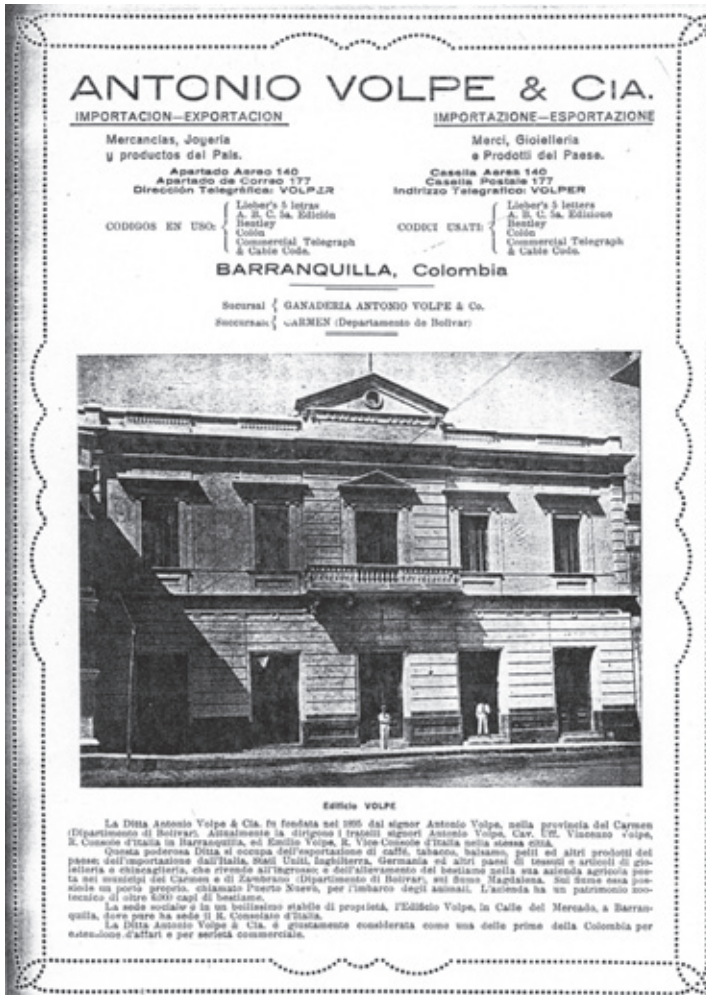 ANTONIO VOLPE & CIA.
IMPORTACION—EXPORTACION
IMPORTAZIONE—ESPORTAZIONE
Mercancías, Joyería
y productos del País.
Merci, Gioielleria
e Prodotti del Paese.
Apartado Aereo 140
Apartado de Correo 177
Dirección Telegráfica: VOLPER
Casella Aerea 140
Casella Postale 177
Indirizzo Telegrafico: VOLPER
CODIGOS EN USO:
Lieber's 5 letras
A. B. C. 5a. Edición
Bentley
Colón
Commercial Telegraph
& Cable Code.
CODICI USATI:
Lieber's 5 letters
A. B. C. 5a. Edizione
Bentley
Colón
Commercial Telegraph
& Cable Code.
BARRANQUILLA, Colombia
Sucursal GANADERIA ANTONIO VOLPE & Co.
Succursale CARMEN (Departamento de Bolívar)
Edificio VOLPE
La Ditta Antonio Volpe & Cia. fu fondata nel 1895 dal signor Antonio Volpe, nella provincia del Carmen
(Dipartimento di Bolivar). Attualmente la dirigono i fratelli signori Antonio Volpe, Cav. Uff. Vincenzo Volpe,
R. Console d'Italia in Barranquilla, ed Emilio Volpe, R. Vice-Console d'Italia nella stessa città.
Questa poderosa Ditta si occupa dell'esportazione di caffè, tabacco, balsamo, pelli ed altri prodotti del
paese; dell'importazione dall'Italia, Stati Uniti, Inghilterra, Germania ed altri paesi di tessuti e articoli di gio-
ielleria e chincaglieria, che rivende all'ingrosso; e dell'allevamento del bestiame nella sua azienda agricola pos-
ta nei municipi del Carmen e di Zambrano (Dipartimento di Bolivar), sul fiume Magdalena. Sul fiume essa pos-
siede un porto proprio, chiamato Puerto Nuevo, per l'imbarco degli animali. L'azienda ha un patrimonio zoo-
tecnico di oltre capi di bestiame.
La sede sociale è in un bellissimo stabile di proprietà, l'Edificio Volpe, in Calle del Mercado, a Barran-
quilla, dove pure ha sede il R. Consolato d'Italia.
La Ditta Antonio Volpe & Cia. è giustamente considerata come una delle prime della Colombia per
estensione d'affari e per serietà commerciale.